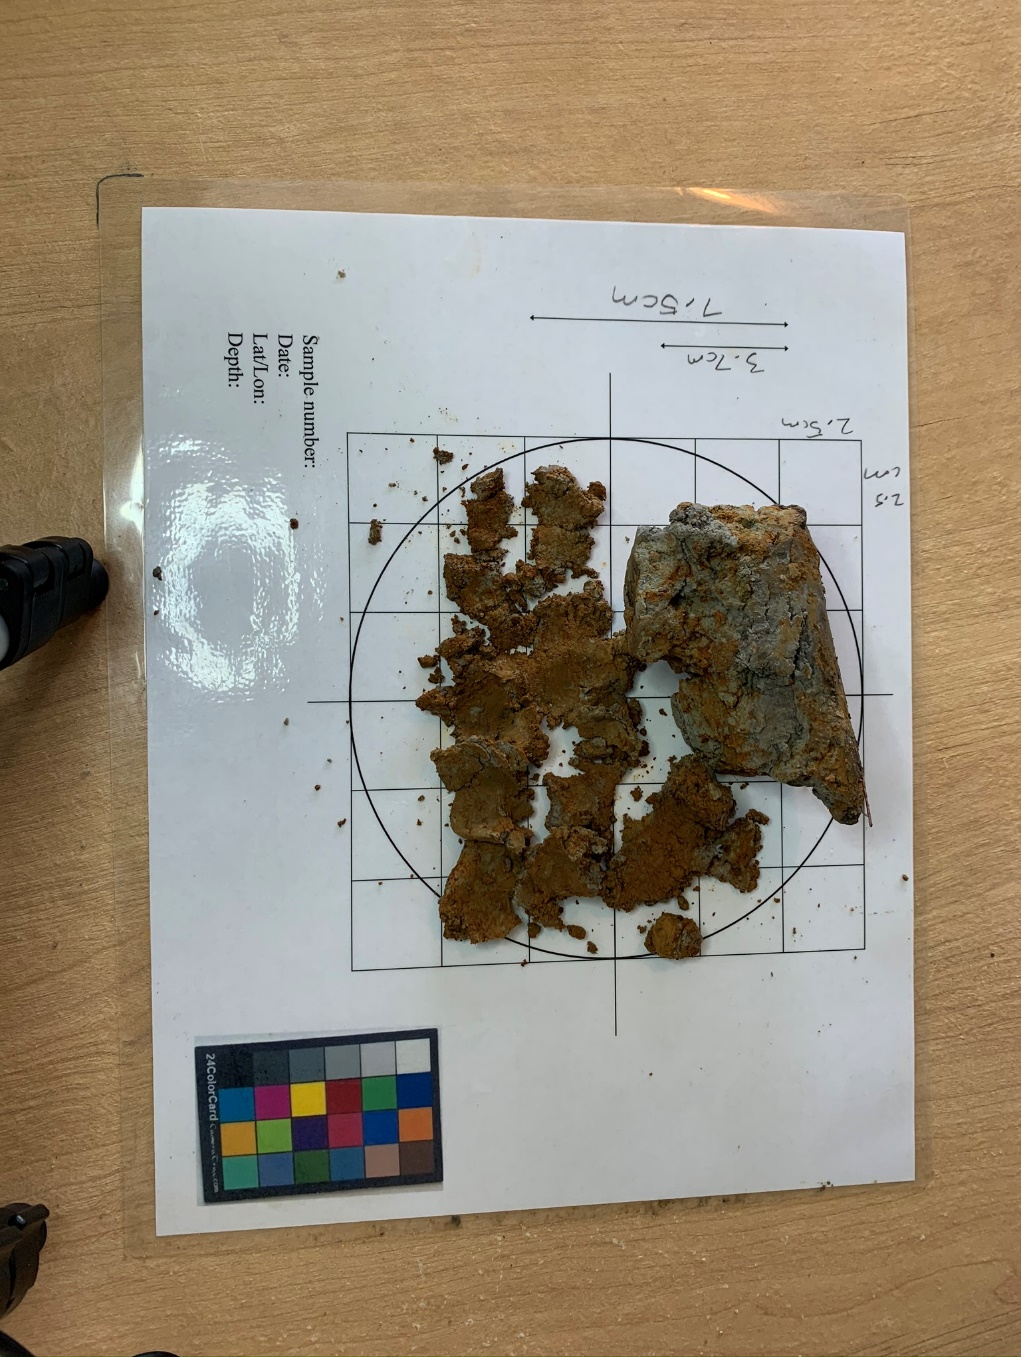 Sample number:
Date:
Lat/Lon:
Depth:
7.5cm
3.7cm
2.5cm
2.5
cm
24ColorCard